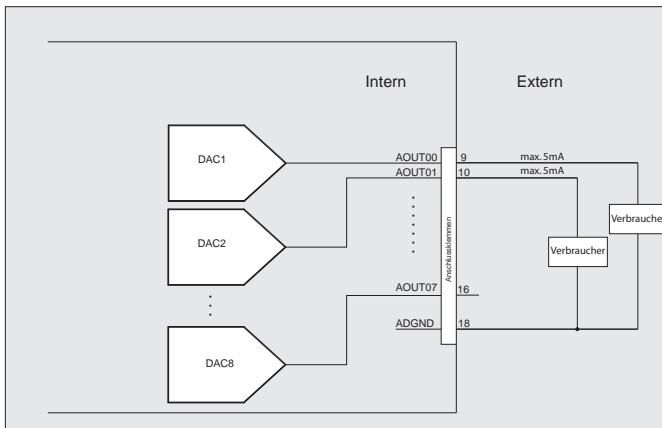 Intern
Extern
DAC1
AOUT00
9
max.5mA
AOUT01
10
max.5mA
DAC2
Anschlussklemmen
Verbraucher
Verbraucher
AOUT07
16
ADGND
18
DAC8